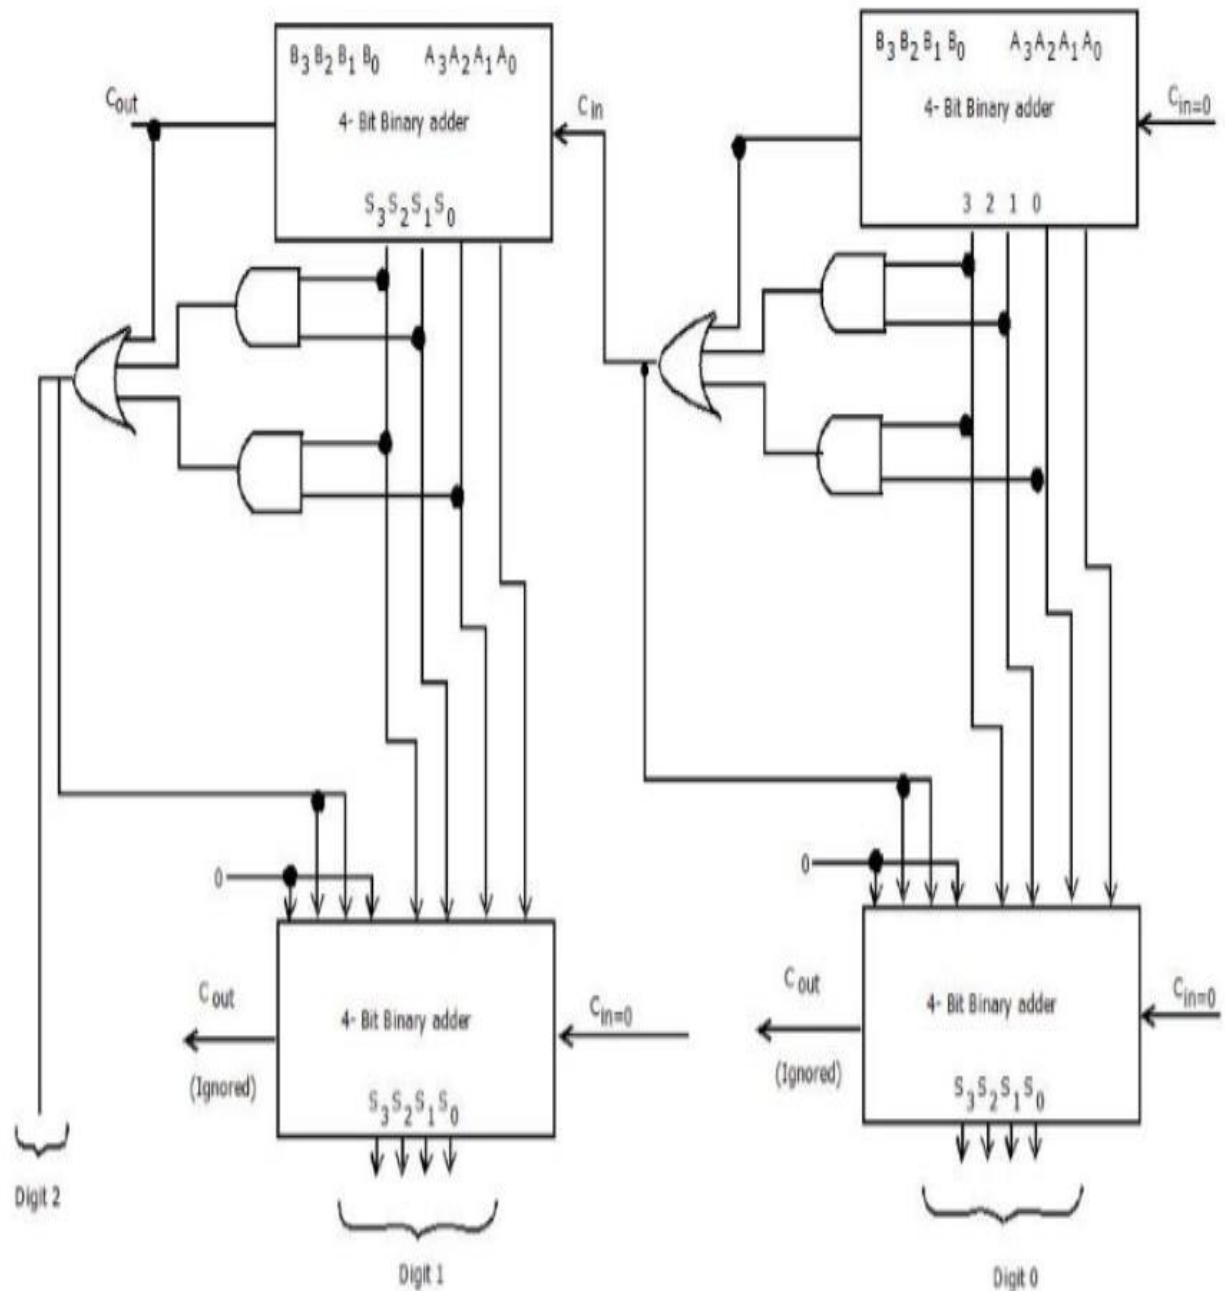 B3 B2 B1 B0 A3 A2 A1 A0
4- Bit Binary adder
S3 S2 S1 S0
Cout
Cin
B3 B2 B1 B0 A3 A2 A1 A0
4- Bit Binary adder
3 2 1 0
Cin=0
0
4- Bit Binary adder
S3 S2 S1 S0
Cout
(Ignored)
Cin=0
0
4- Bit Binary adder
S3 S2 S1 S0
Cout
(Ignored)
Cin=0
Digit 2
Digit 1
Digit 0